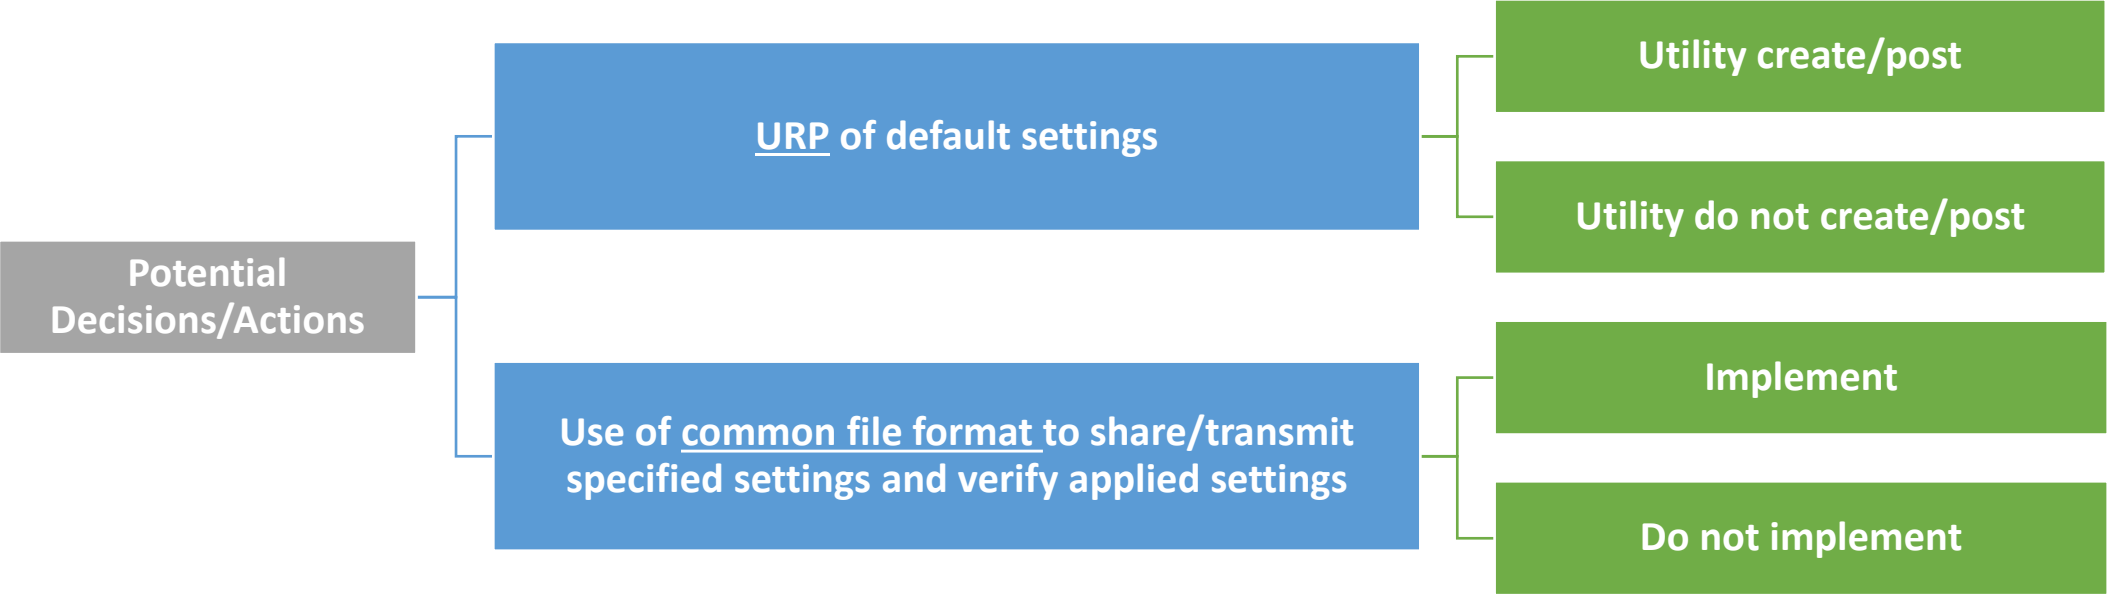 Potential
Decisions/Actions
URP of default settings
Utility create/post
Utility do not create/post
Use of common file format to share/transmit
specified settings and verify applied settings
Implement
Do not implement